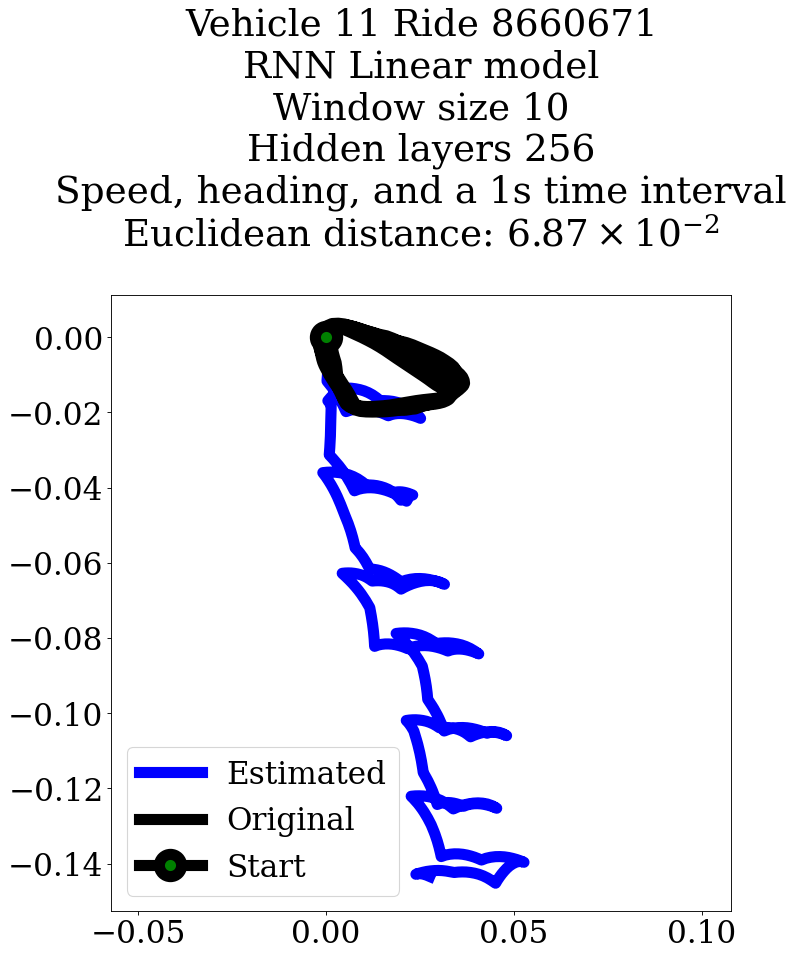 Vehicle 11 Ride 8660671
RNN Linear model
Window size 10
Hidden layers 256
Speed, heading, and a 1s time interval
Euclidean distance: 6.87 × 10⁻²
0.00
−0.02
−0.04
−0.06
−0.08
−0.10
−0.12
−0.14
Estimated
Original
Start
−0.05
0.00
0.05
0.10